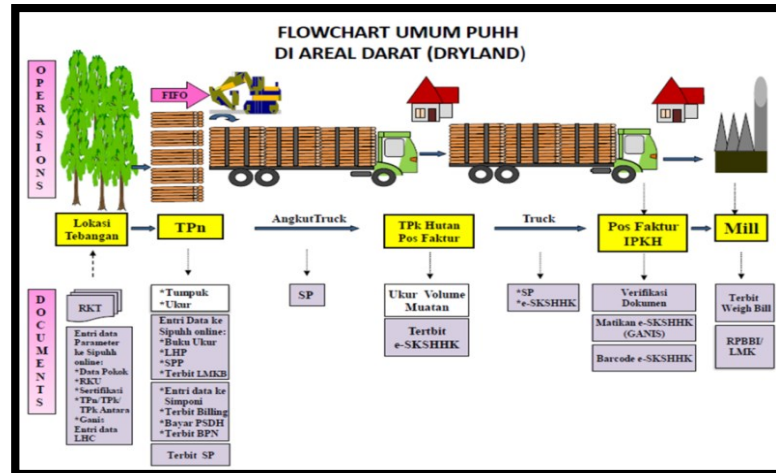 FLOWCHART UMUM PUHH
DI AREAL DARAT (DRYLAND)
OPERASIONS
FIFO
Lokasi
Tebangan
TPn
AngkutTruck
TPk Hutan
Pos Faktur
Truck
Pos Faktur
IPKH
Mill
DOCUMENTS
RKT
Entri data
Parameter
ke Sipuhh
online:
*Data Pokok
*RKU
*Sertifikasi
*TPn/TPk/
TPk Antara
*Ganis
Entri data
LHC
*Tumpuk
*Ukur
Entri Data ke
Sipuhh online:
*Buku Ukur
*LHP
*SPP
*Terbit LMKB
*Entri data ke
Simponi
*Terbit Billing
*Bayar PSDH
*Terbit BPN
Terbit SP
SP
Ukur Volume
Muatan
Tertbit
e-SKSHHK
*SP
*e-SKSHHK
Verifikasi
Dokumen
Matikan e-SKSHHK
(GANIS)
Barcode e-SKSHHK
Terbit
Weigh Bill
RPBBI/
LMK